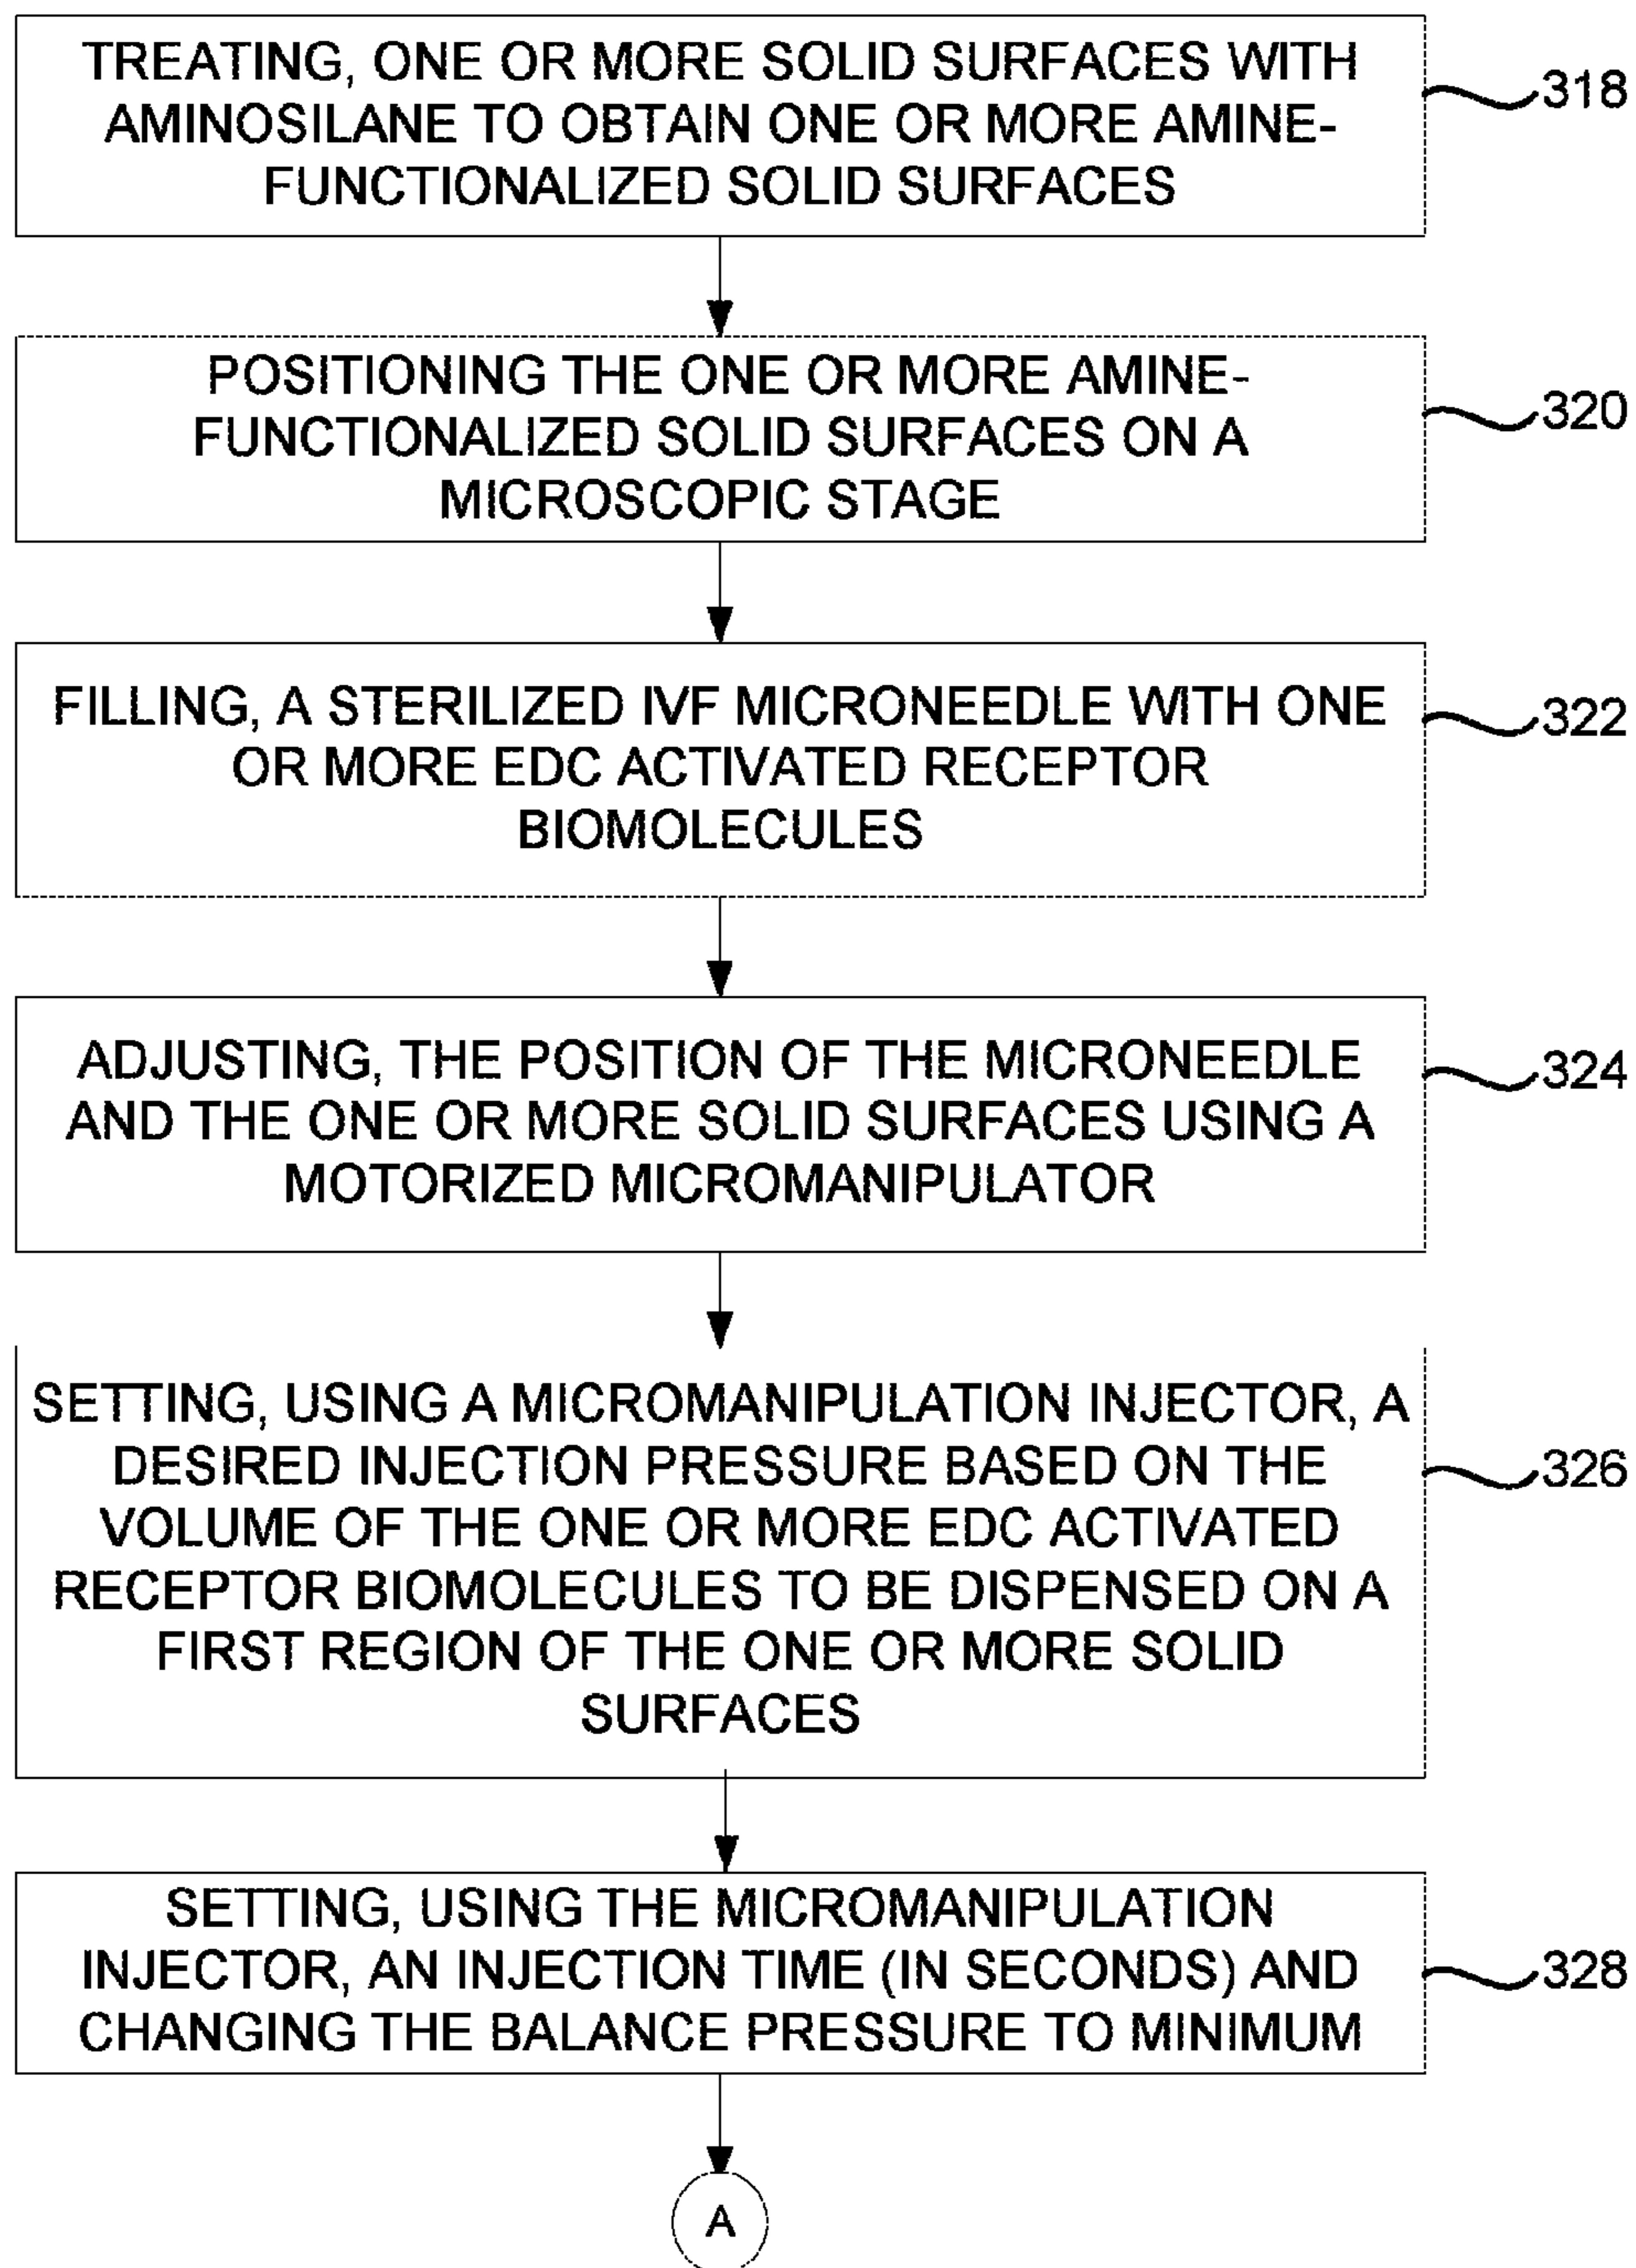 TREATING, ONE OR MORE SOLID SURFACES WITH
AMINOSILANE TO OBTAIN ONE OR MORE AMINE-
FUNCTIONALIZED SOLID SURFACES
318
POSITIONING THE ONE OR MORE AMINE-
FUNCTIONALIZED SOLID SURFACES ON A
MICROSCOPIC STAGE
320
FILLING, A STERILIZED IVF MICRONEEDLE WITH ONE
OR MORE EDC ACTIVATED RECEPTOR
BIOMOLECULES
322
ADJUSTING, THE POSITION OF THE MICRONEEDLE
AND THE ONE OR MORE SOLID SURFACES USING A
MOTORIZED MICROMANIPULATOR
324
SETTING, USING A MICROMANIPULATION INJECTOR, A
DESIRED INJECTION PRESSURE BASED ON THE
VOLUME OF THE ONE OR MORE EDC ACTIVATED
RECEPTOR BIOMOLECULES TO BE DISPENSED ON A
FIRST REGION OF THE ONE OR MORE SOLID
SURFACES
326
SETTING, USING THE MICROMANIPULATION
INJECTOR, AN INJECTION TIME (IN SECONDS) AND
CHANGING THE BALANCE PRESSURE TO MINIMUM
328
A